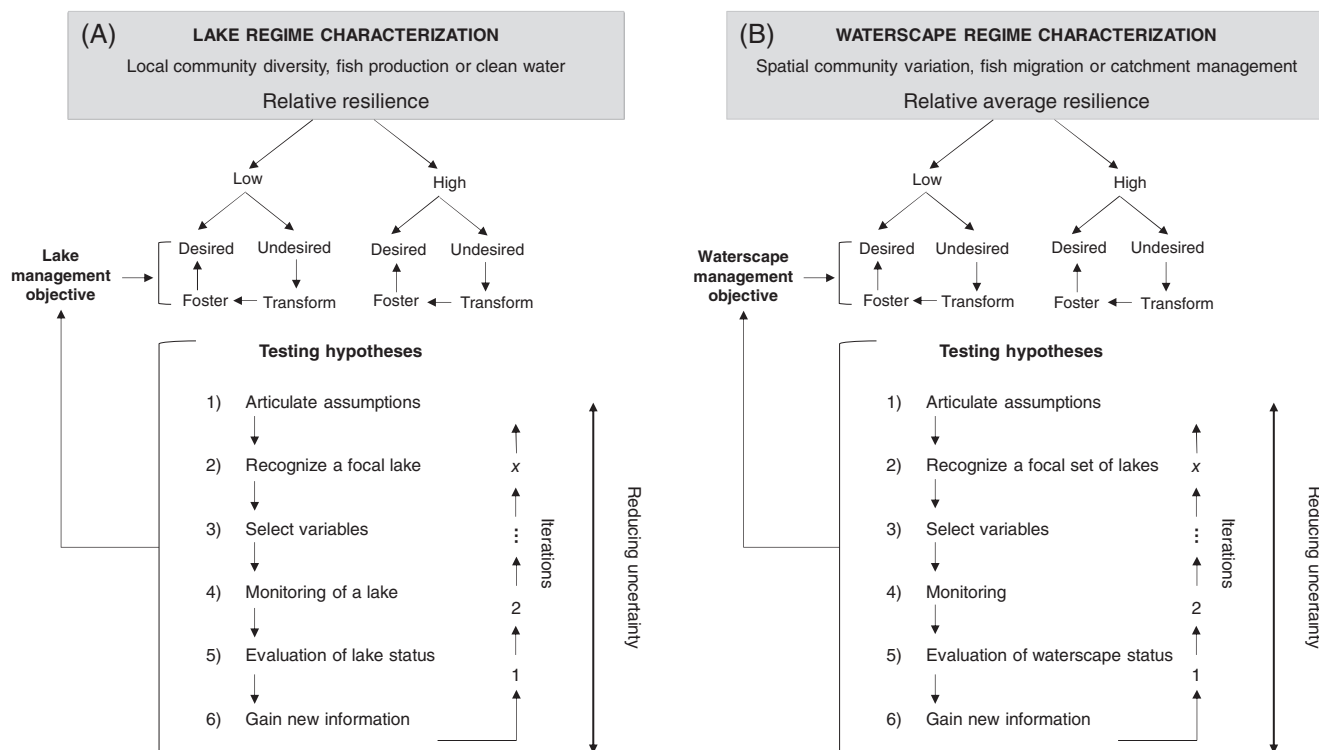 (A)
LAKE REGIME CHARACTERIZATION
Local community diversity, fish production or clean water
Relative resilience
Low
High
Desired
Undesired
Desired
Undesired
Foster
Transform
Foster
Transform
Lake
management
objective
Testing hypotheses
1) Articulate assumptions
2) Recognize a focal lake
3) Select variables
4) Monitoring of a lake
5) Evaluation of lake status
6) Gain new information
x
...
2
1
Iterations
Reducing uncertainty
(B)
WATERSCAPE REGIME CHARACTERIZATION
Spatial community variation, fish migration or catchment management
Relative average resilience
Low
High
Desired
Undesired
Desired
Undesired
Foster
Transform
Foster
Transform
Waterscape
management
objective
Testing hypotheses
1) Articulate assumptions
2) Recognize a focal set of lakes
3) Select variables
4) Monitoring
5) Evaluation of waterscape status
6) Gain new information
x
...
2
1
Iterations
Reducing uncertainty